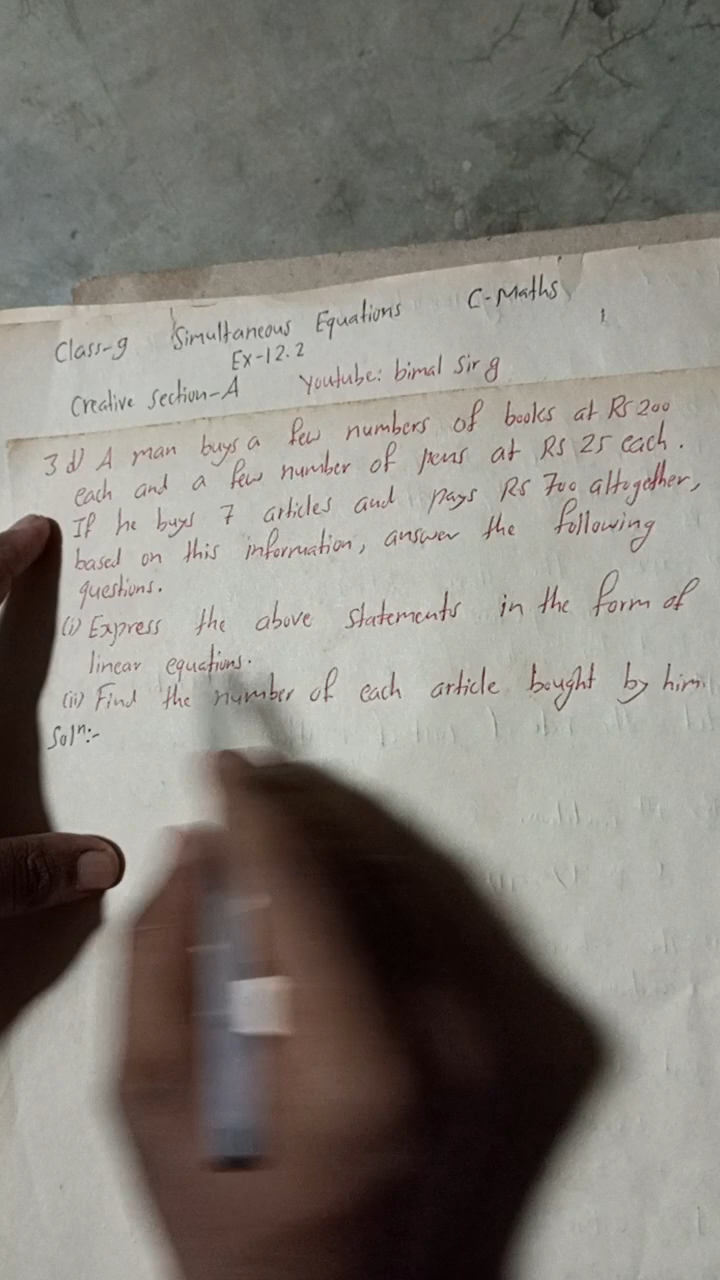 Class-9 Simultaneous Equations C-Maths
Ex-12.2
Creative Section-A Youtube: bimal Sir g
3 d) A man buys a few numbers of books at RS 200
each and a few number of pens at RS 25 each.
If he buys 7 articles and pays RS 700 altogether,
based on this information, answer the following
questions.
(i) Express the above statements in the form of
linear equations.
(ii) Find the number of each article bought by him.
Solⁿ:-